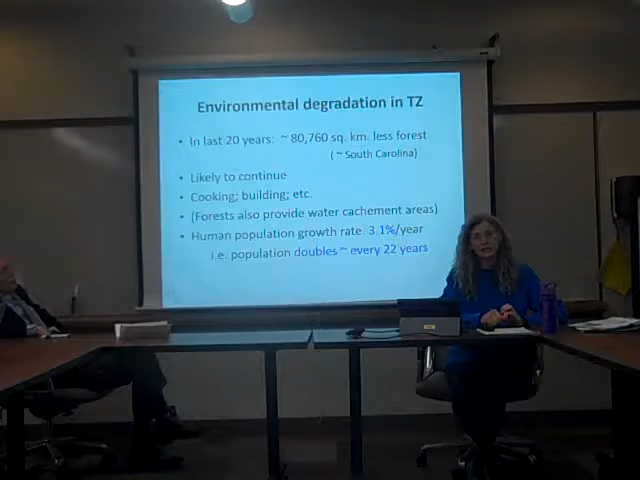 Environmental degradation in TZ
• In last 20 years: ~ 80,760 sq. km. less forest
(~ South Carolina)
• Likely to continue
• Cooking; building; etc.
• (Forests also provide water cachement areas)
• Human population growth rate: 3.1%/year
i.e. population doubles ~ every 22 years